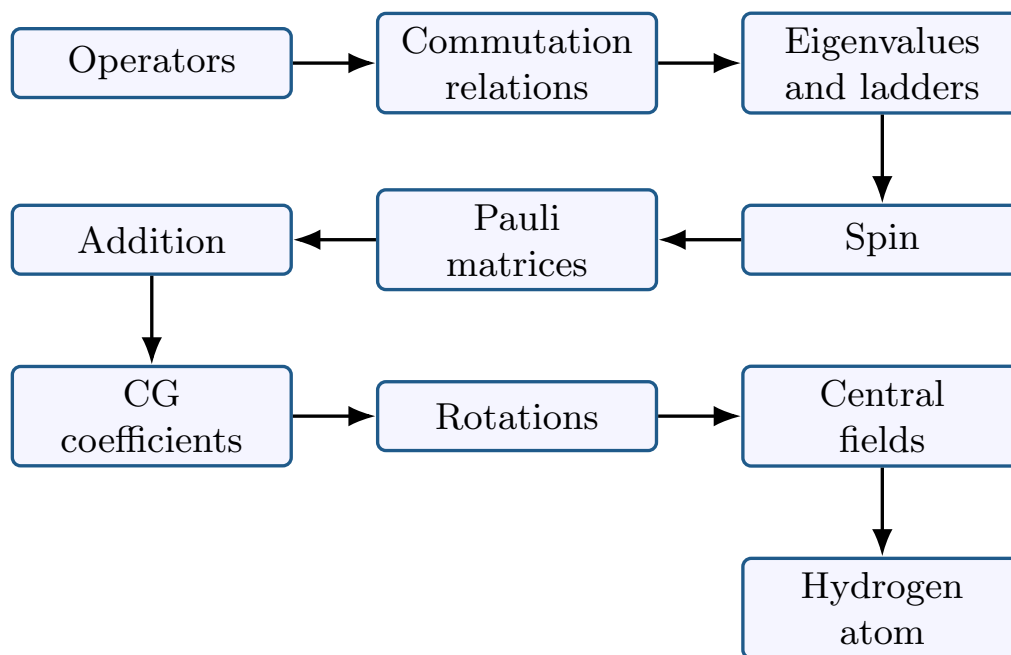 Operators
Commutation
relations
Eigenvalues
and ladders
Spin
Pauli
matrices
Addition
CG
coefficients
Rotations
Central
fields
Hydrogen
atom